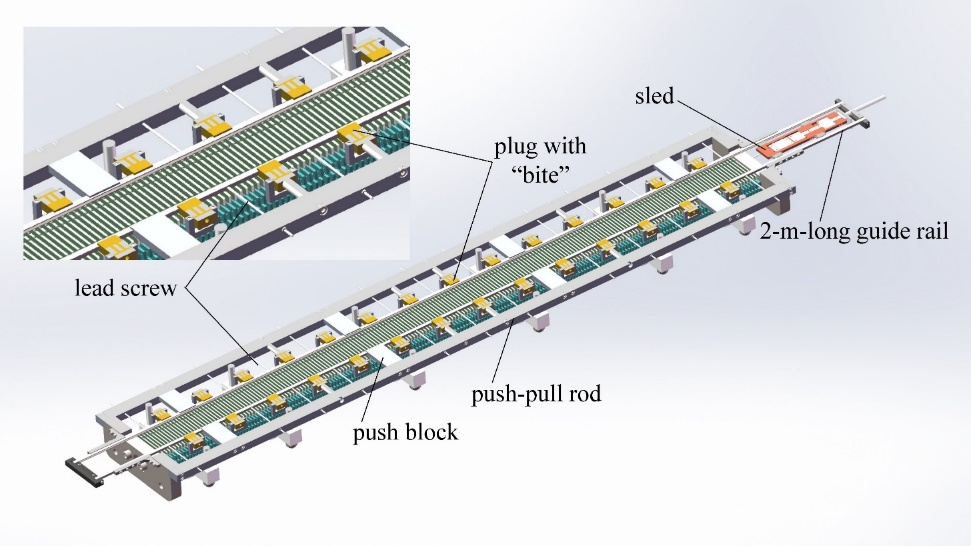 sled
plug with
“bite”
2-m-long guide rail
lead screw
push-pull rod
push block